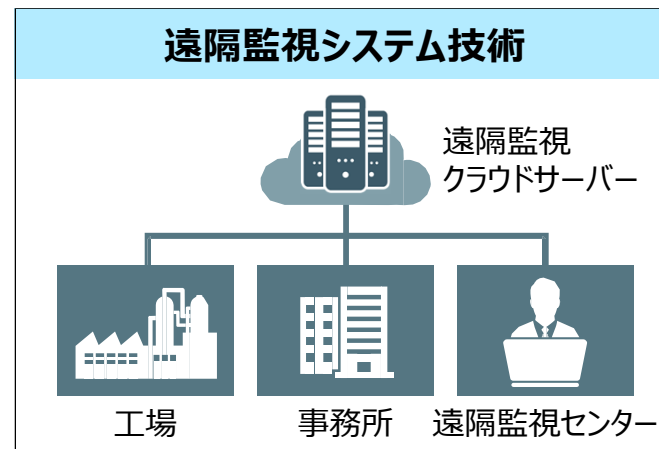 遠隔監視システム技術
遠隔監視
クラウドサーバー
工場
事務所
遠隔監視センター